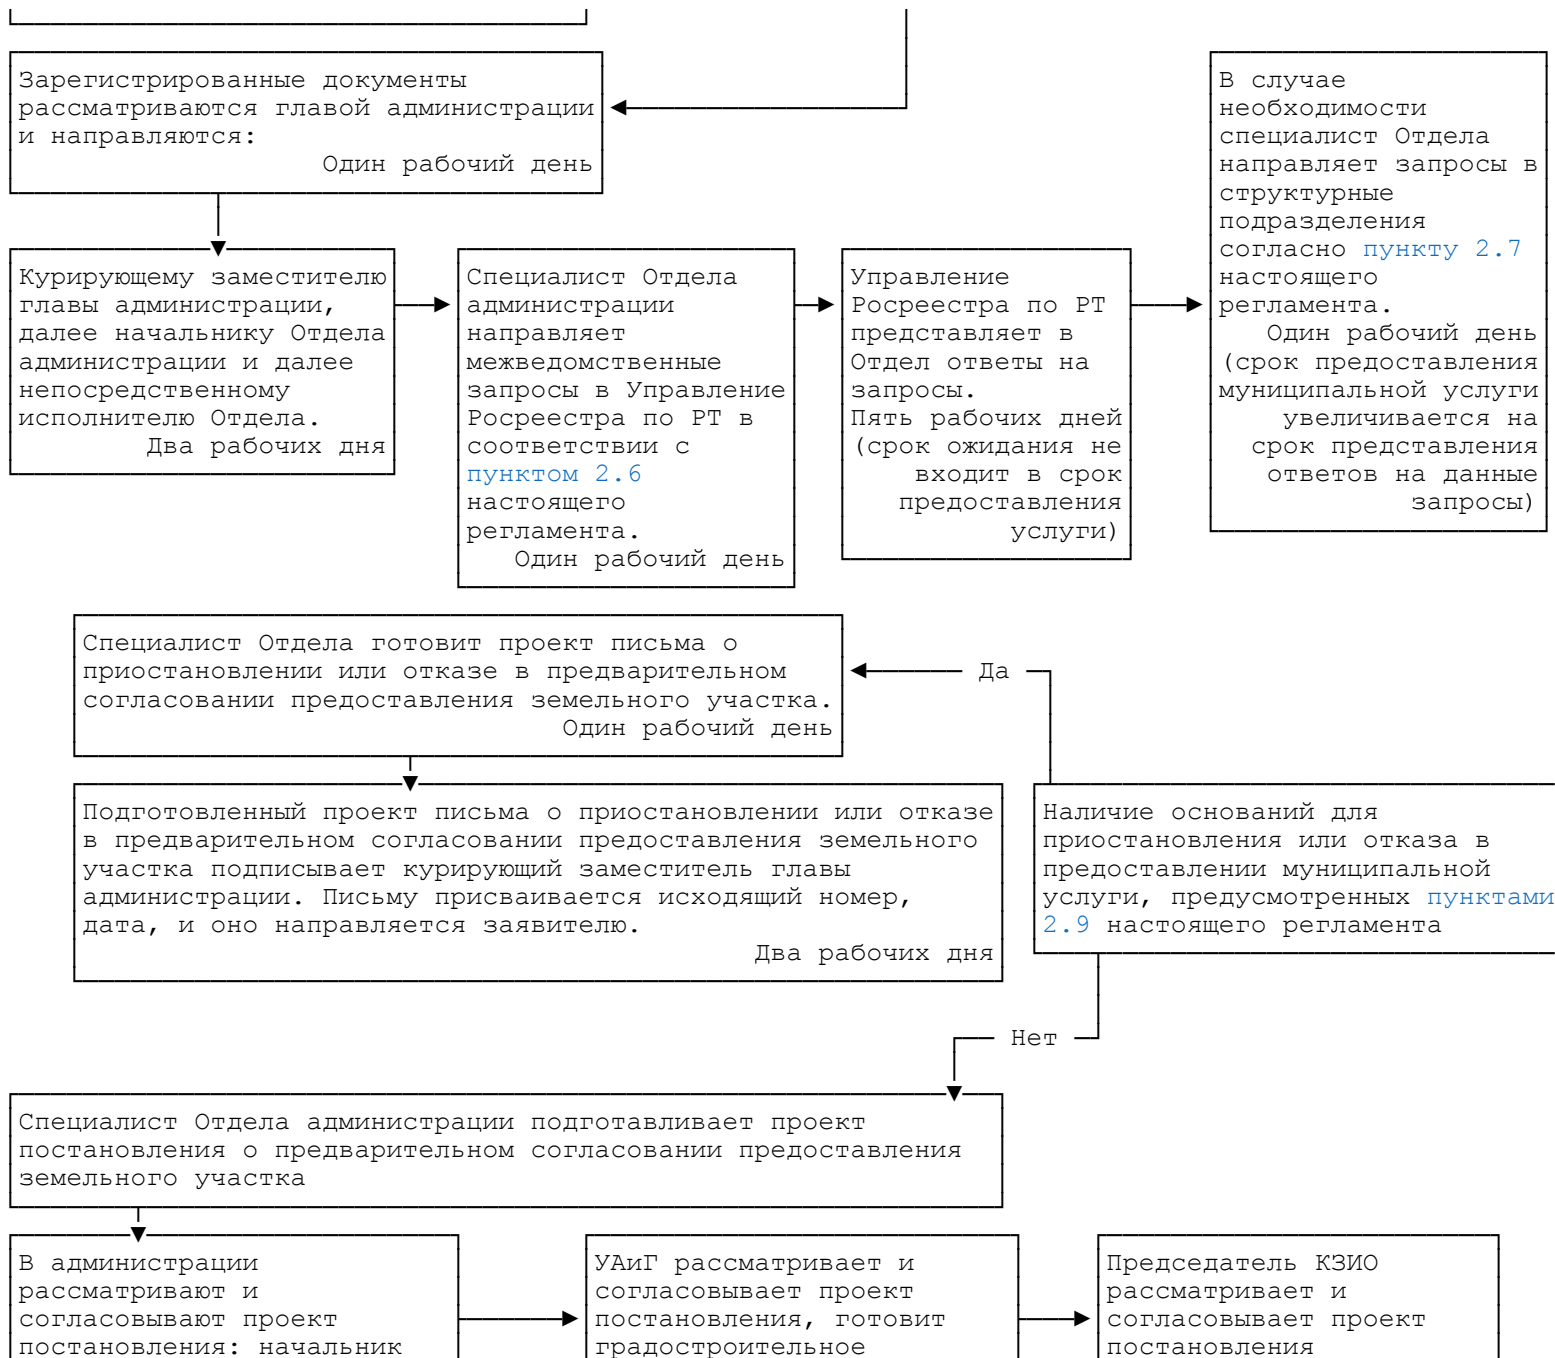 Зарегистрированные документы
рассматриваются главой администрации
и направляются:
Один рабочий день
Курирующему заместителю
главы администрации,
далее начальнику Отдела
администрации и далее
непосредственному
исполнителю Отдела.
Два рабочих дня
Специалист Отдела
администрации
направляет
межведомственные
запросы в Управление
Росреестра по РТ в
соответствии с
пунктом 2.6
настоящего
регламента.
Один рабочий день
Управление
Росреестра по РТ
представляет в
Отдел ответы на
запросы.
Пять рабочих дней
(срок ожидания не
входит в срок
предоставления
услуги)
В случае
необходимости
специалист Отдела
направляет запросы в
структурные
подразделения
согласно пункту 2.7
настоящего
регламента.
Один рабочий день
(срок предоставления
муниципальной услуги
увеличивается на
срок представления
ответов на данные
запросы)
Специалист Отдела готовит проект письма о
приостановлении или отказе в предварительном
согласовании предоставления земельного участка.
Один рабочий день
Да
Подготовленный проект письма о приостановлении или отказе
в предварительном согласовании предоставления земельного
участка подписывает курирующий заместитель главы
администрации. Письму присваивается исходящий номер,
дата, и оно направляется заявителю.
Два рабочих дня
Наличие оснований для
приостановления или отказа в
предоставлении муниципальной
услуги, предусмотренных пунктами
2.9 настоящего регламента
Нет
Специалист Отдела администрации подготавливает проект
постановления о предварительном согласовании предоставления
земельного участка
В администрации
рассматривают и
согласовывают проект
постановления: начальник
УАиГ рассматривает и
согласовывает проект
постановления, готовит
градостроительное
Председатель КЗИО
рассматривает и
согласовывает проект
постановления